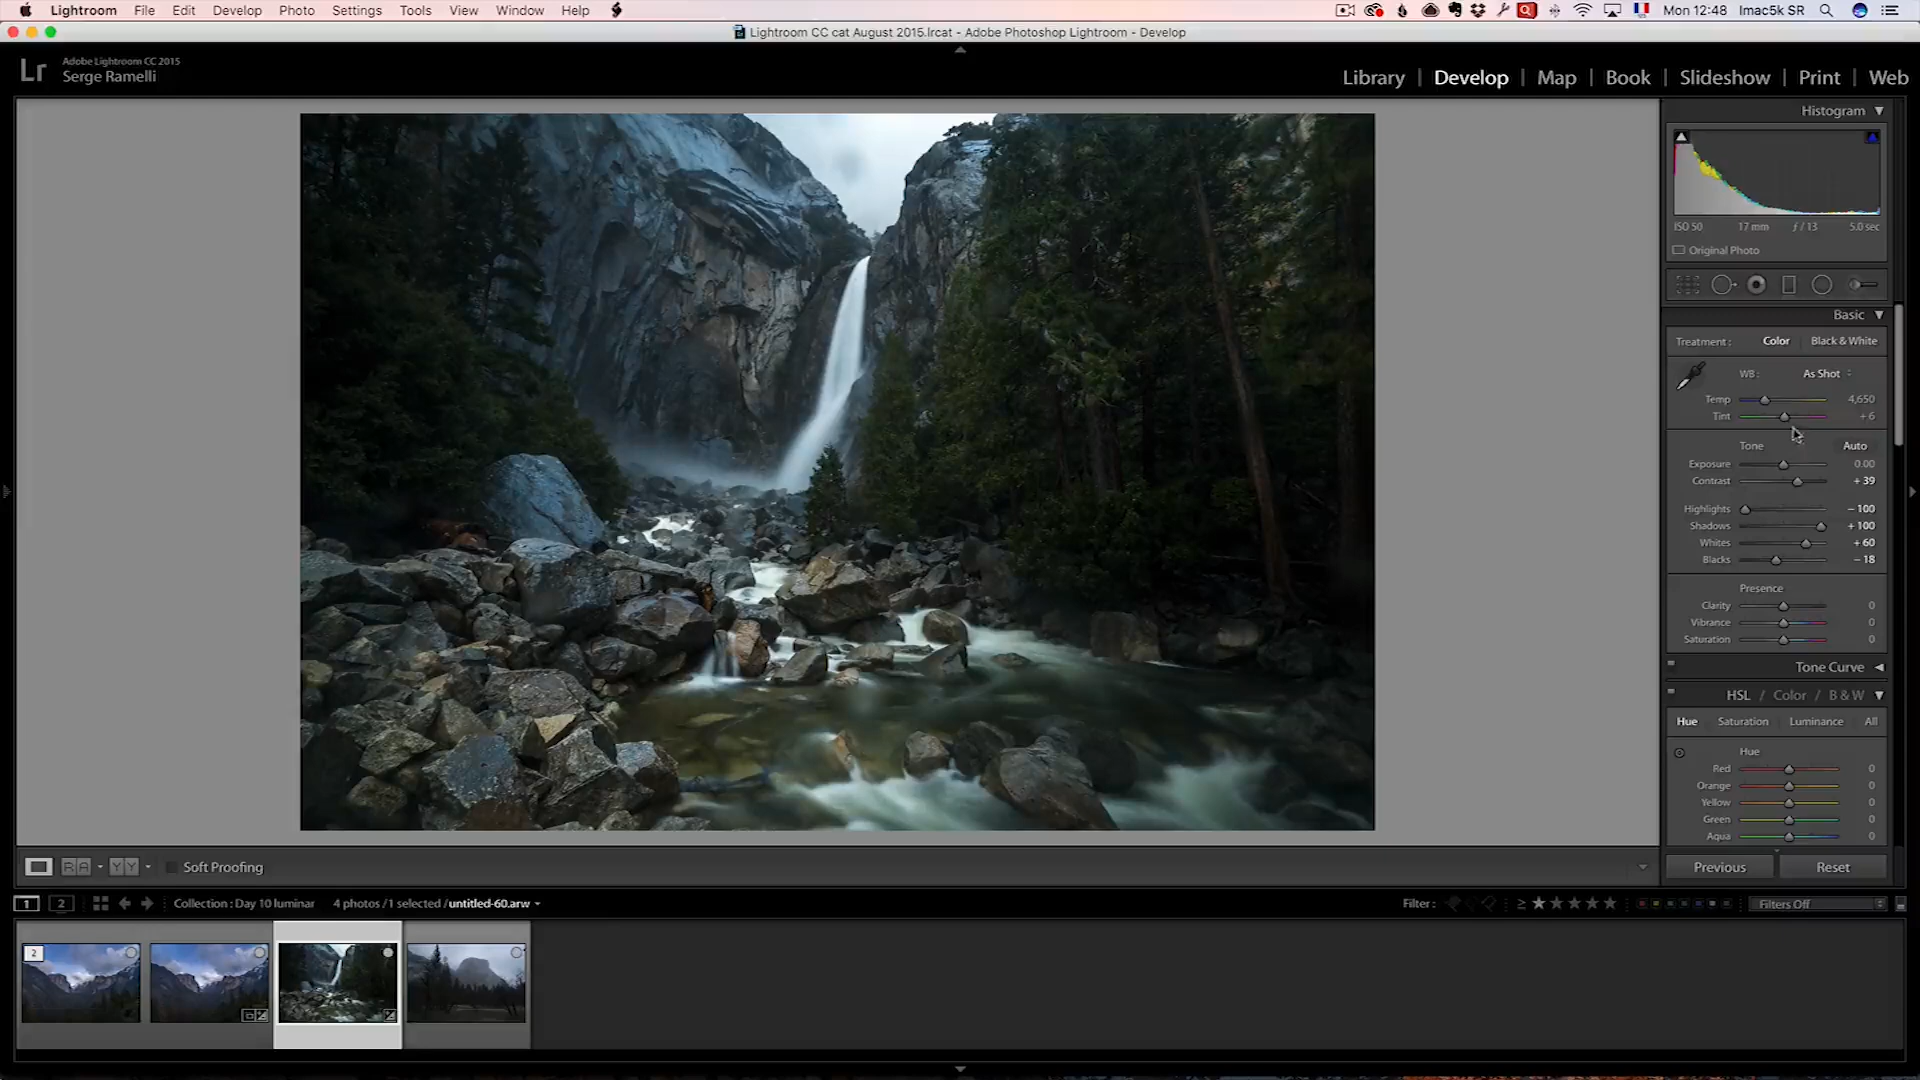 Lightroom File Edit Develop Photo Settings Tools View Window Help Mon 12:48 Imac5k SR
Lightroom CC cat August 2015.lrcat - Adobe Photoshop Lightroom - Develop
Lr Adobe Lightroom CC 2015
Serge Ramelli
Library | Develop | Map | Book | Slideshow | Print | Web
Histogram
ISO 50 17 mm ƒ / 13 5.0 sec
Original Photo
Basic
Treatment : Color Black & White
WB : As Shot
Temp 4,650
Tint + 6
Tone Auto
Exposure 0.00
Contrast + 39
Highlights − 100
Shadows + 100
Whites + 60
Blacks − 18
Presence
Clarity 0
Vibrance 0
Saturation 0
Tone Curve
HSL / Color / B & W
Hue Saturation Luminance All
Hue
Red 0
Orange 0
Yellow 0
Green 0
Aqua 0
Previous Reset
R A Y Y Soft Proofing
1 2 Collection : Day 10 luminar 4 photos / 1 selected / untitled-60.arw Filter : ≥ Filters Off
2